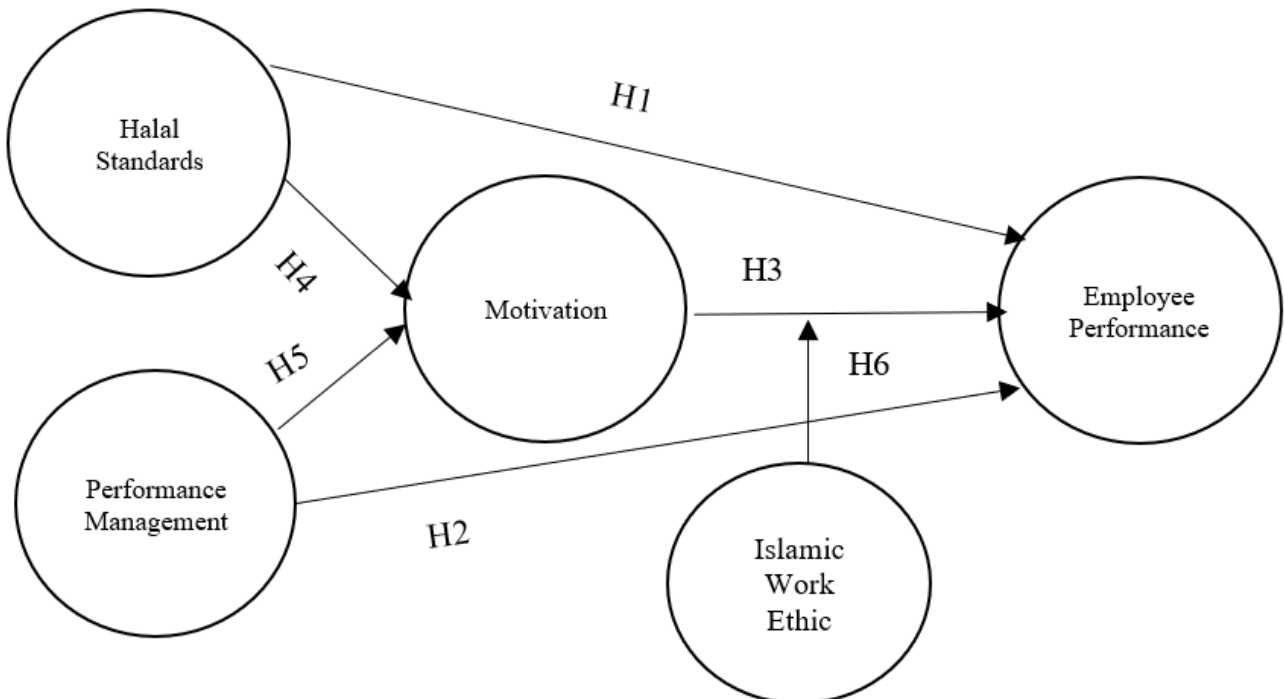 Halal
Standards
H1
H4
Motivation
H3
Employee
Performance
H5
H6
Performance
Management
H2
Islamic
Work
Ethic